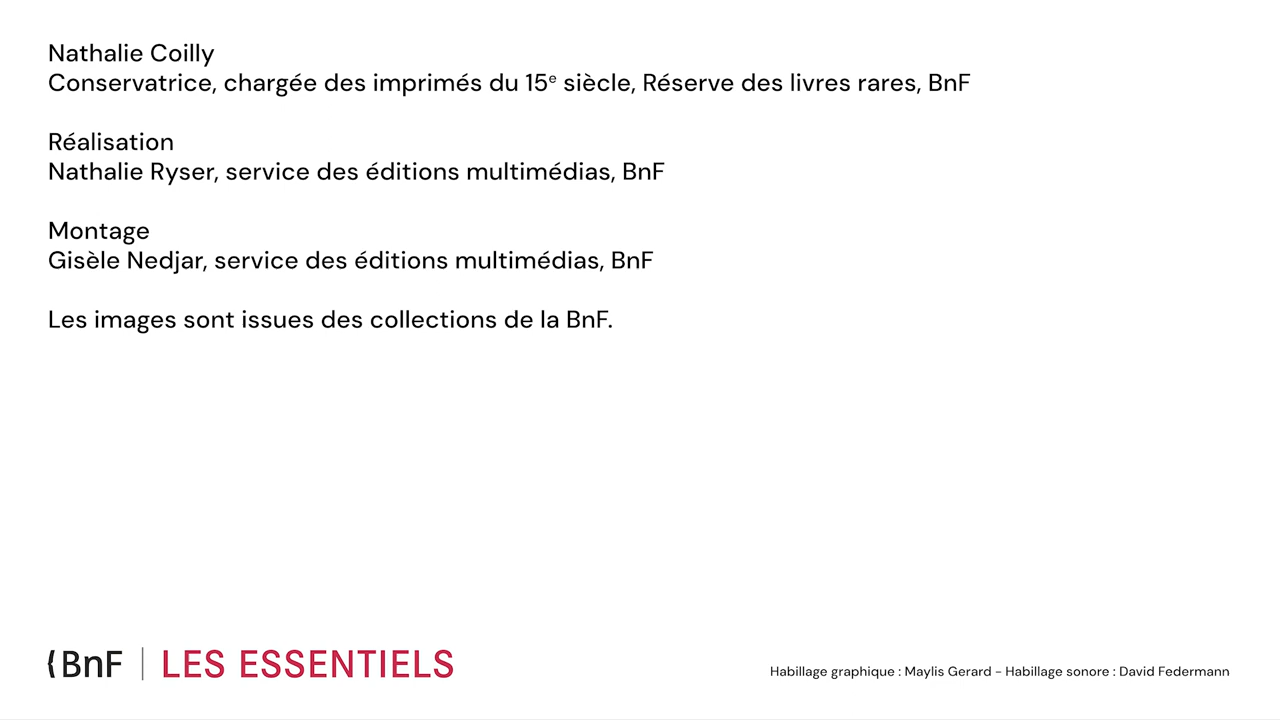 Nathalie Coilly
Conservatrice, chargée des imprimés du 15e siècle, Réserve des livres rares, BnF
Réalisation
Nathalie Ryser, service des éditions multimédias, BnF
Montage
Gisèle Nedjar, service des éditions multimédias, BnF
Les images sont issues des collections de la BnF.
BnF | LES ESSENTIELS
Habillage graphique : Maylis Gerard - Habillage sonore : David Federmann